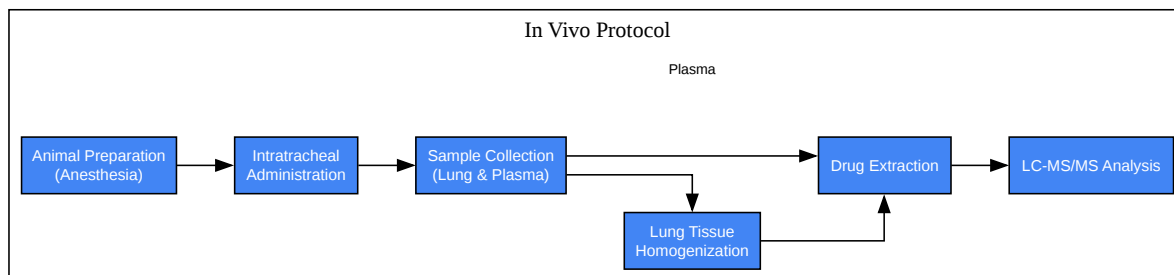 In Vivo Protocol
Plasma
Animal Preparation
(Anesthesia)
Intratracheal
Administration
Sample Collection
(Lung & Plasma)
Lung Tissue
Homogenization
Drug Extraction
LC-MS/MS Analysis